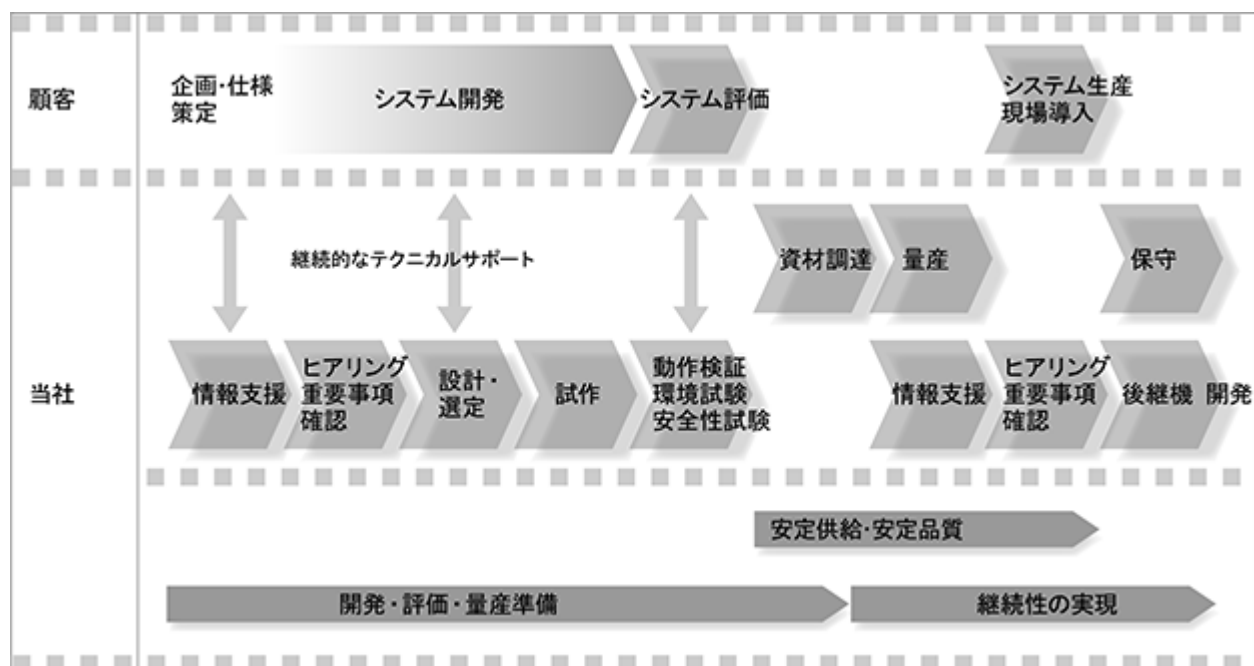 顧客
企画・仕様
策定
システム開発
システム評価
システム生産
現場導入
継続的なテクニカルサポート
資材調達
量産
保守
当社
情報支援
ヒアリング
重要事項
確認
設計・
選定
試作
動作検証
環境試験
安全性試験
情報支援
ヒアリング
重要事項
確認
後継機 開発
安定供給・安定品質
開発・評価・量産準備
継続性の実現